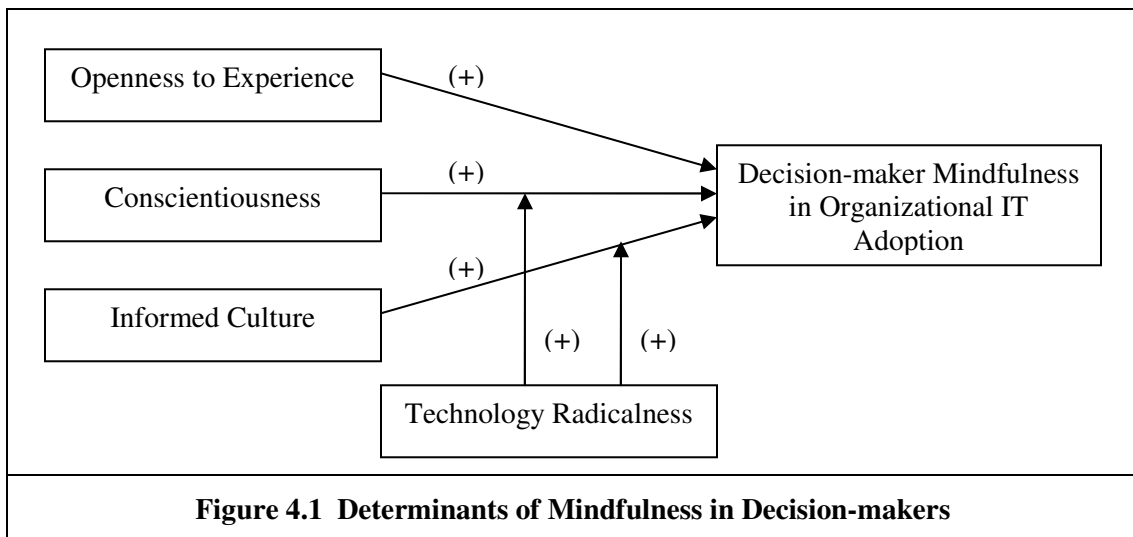 Openness to Experience
(+)
Conscientiousness
(+)
Informed Culture
(+)
Decision-maker Mindfulness
in Organizational IT
Adoption
(+)
(+)
Technology Radicalness
Figure 4.1 Determinants of Mindfulness in Decision-makers